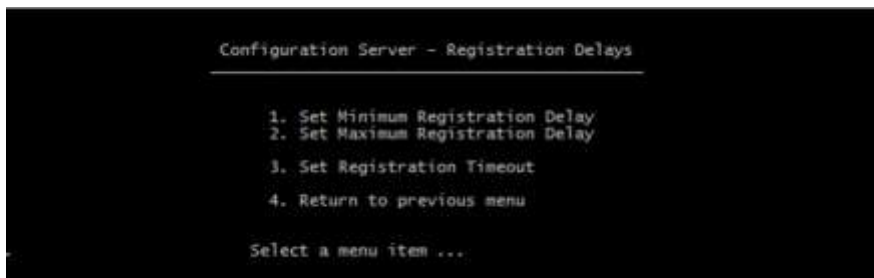 Configuration Server - Registration Delays
1. Set Minimum Registration Delay
2. Set Maximum Registration Delay
3. Set Registration Timeout
4. Return to previous menu
Select a menu item ...